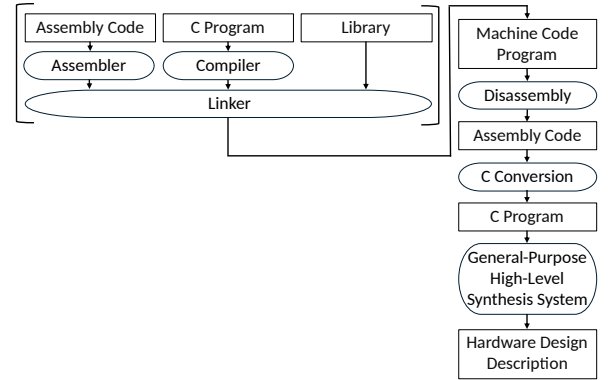 Assembly Code
C Program
Library
Assembler
Compiler
Linker
Machine Code
Program
Disassembly
Assembly Code
C Conversion
C Program
General-Purpose
High-Level
Synthesis System
Hardware Design
Description